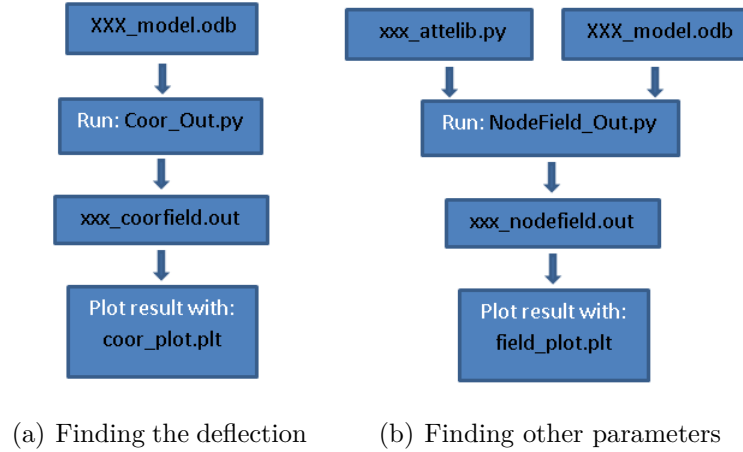 XXX_model.odb
Run: Coor_Out.py
xxx_coorfield.out
Plot result with:
coor_plot.plt
(a) Finding the deflection
xxx_attelib.py
XXX_model.odb
Run: NodeField_Out.py
xxx_nodefield.out
Plot result with:
field_plot.plt
(b) Finding other parameters